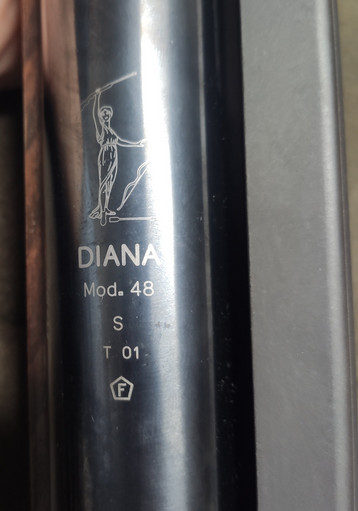 DIANA
Mod. 48
S
T 01
F